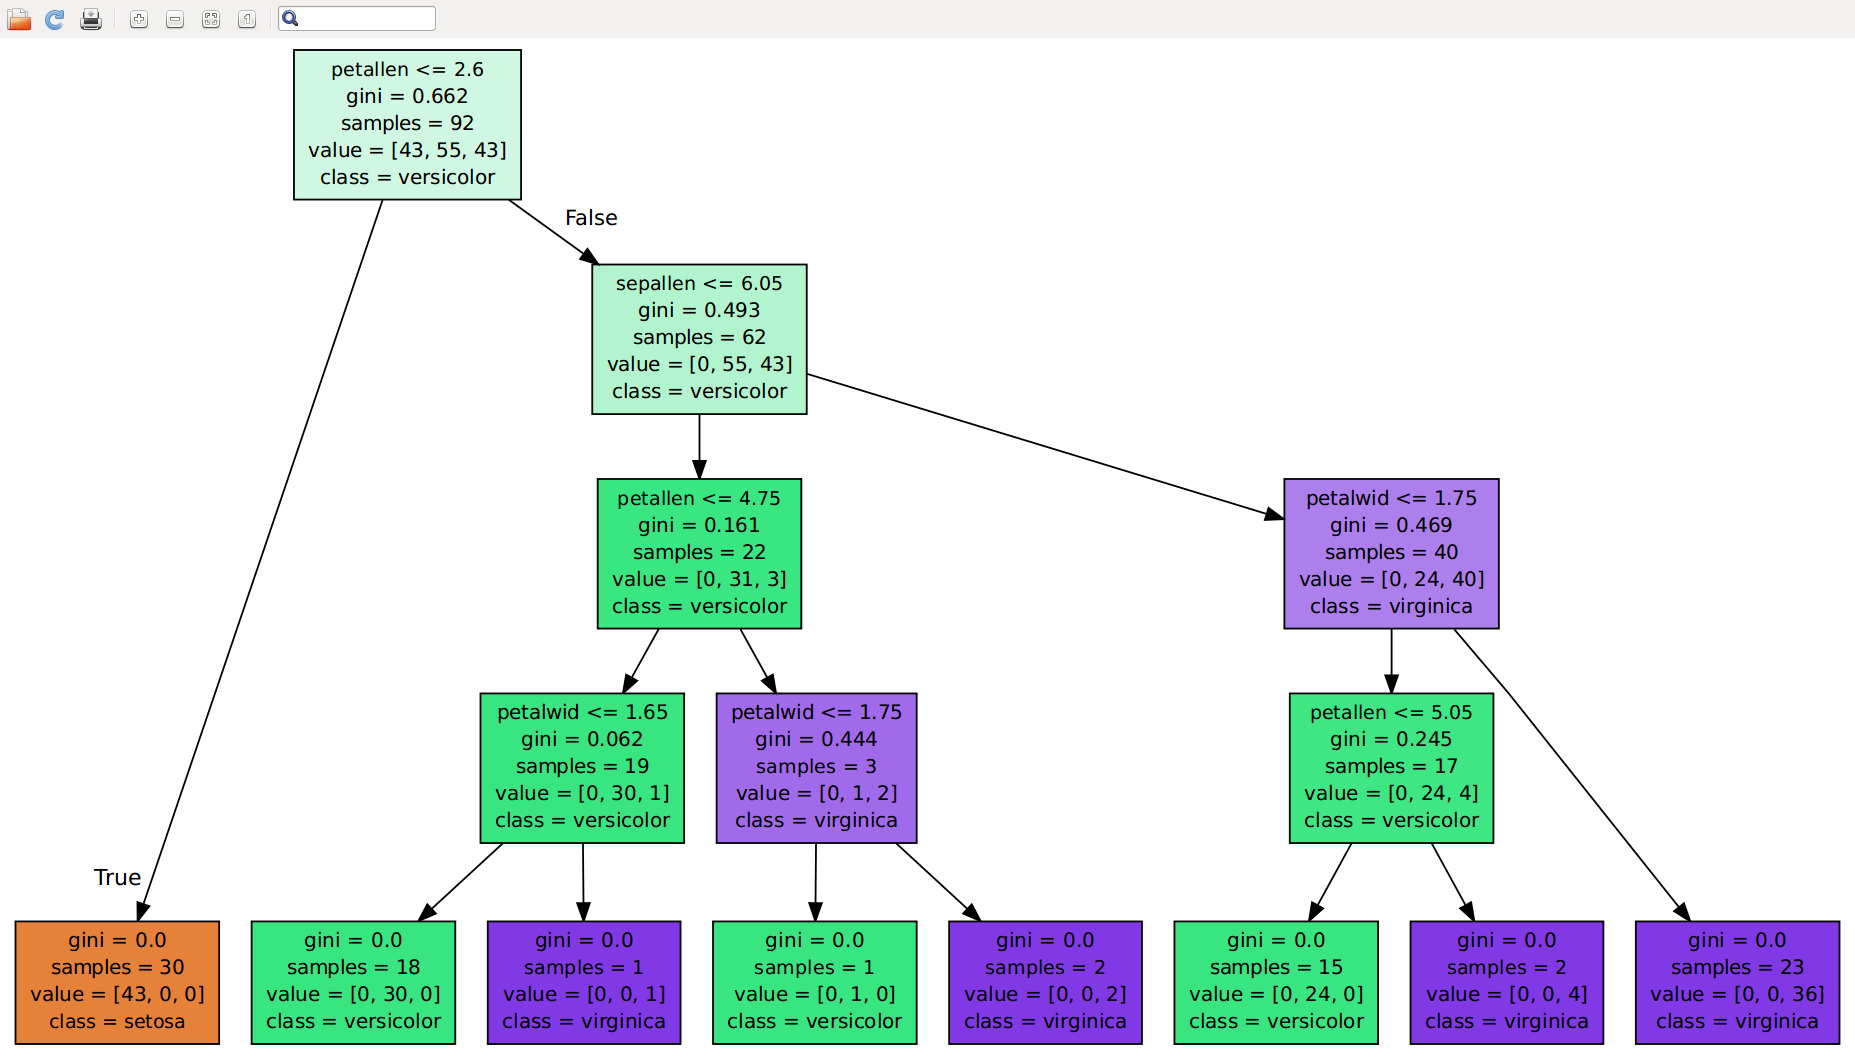 1
petallen <= 2.6
gini = 0.662
samples = 92
value = [43, 55, 43]
class = versicolor
False
sepallen <= 6.05
gini = 0.493
samples = 62
value = [0, 55, 43]
class = versicolor
petallen <= 4.75
gini = 0.161
samples = 22
value = [0, 31, 3]
class = versicolor
petalwid <= 1.75
gini = 0.469
samples = 40
value = [0, 24, 40]
class = virginica
petalwid <= 1.65
gini = 0.062
samples = 19
value = [0, 30, 1]
class = versicolor
petalwid <= 1.75
gini = 0.444
samples = 3
value = [0, 1, 2]
class = virginica
petallen <= 5.05
gini = 0.245
samples = 17
value = [0, 24, 4]
class = versicolor
True
gini = 0.0
samples = 30
value = [43, 0, 0]
class = setosa
gini = 0.0
samples = 18
value = [0, 30, 0]
class = versicolor
gini = 0.0
samples = 1
value = [0, 0, 1]
class = virginica
gini = 0.0
samples = 1
value = [0, 1, 0]
class = versicolor
gini = 0.0
samples = 2
value = [0, 0, 2]
class = virginica
gini = 0.0
samples = 15
value = [0, 24, 0]
class = versicolor
gini = 0.0
samples = 2
value = [0, 0, 4]
class = virginica
gini = 0.0
samples = 23
value = [0, 0, 36]
class = virginica